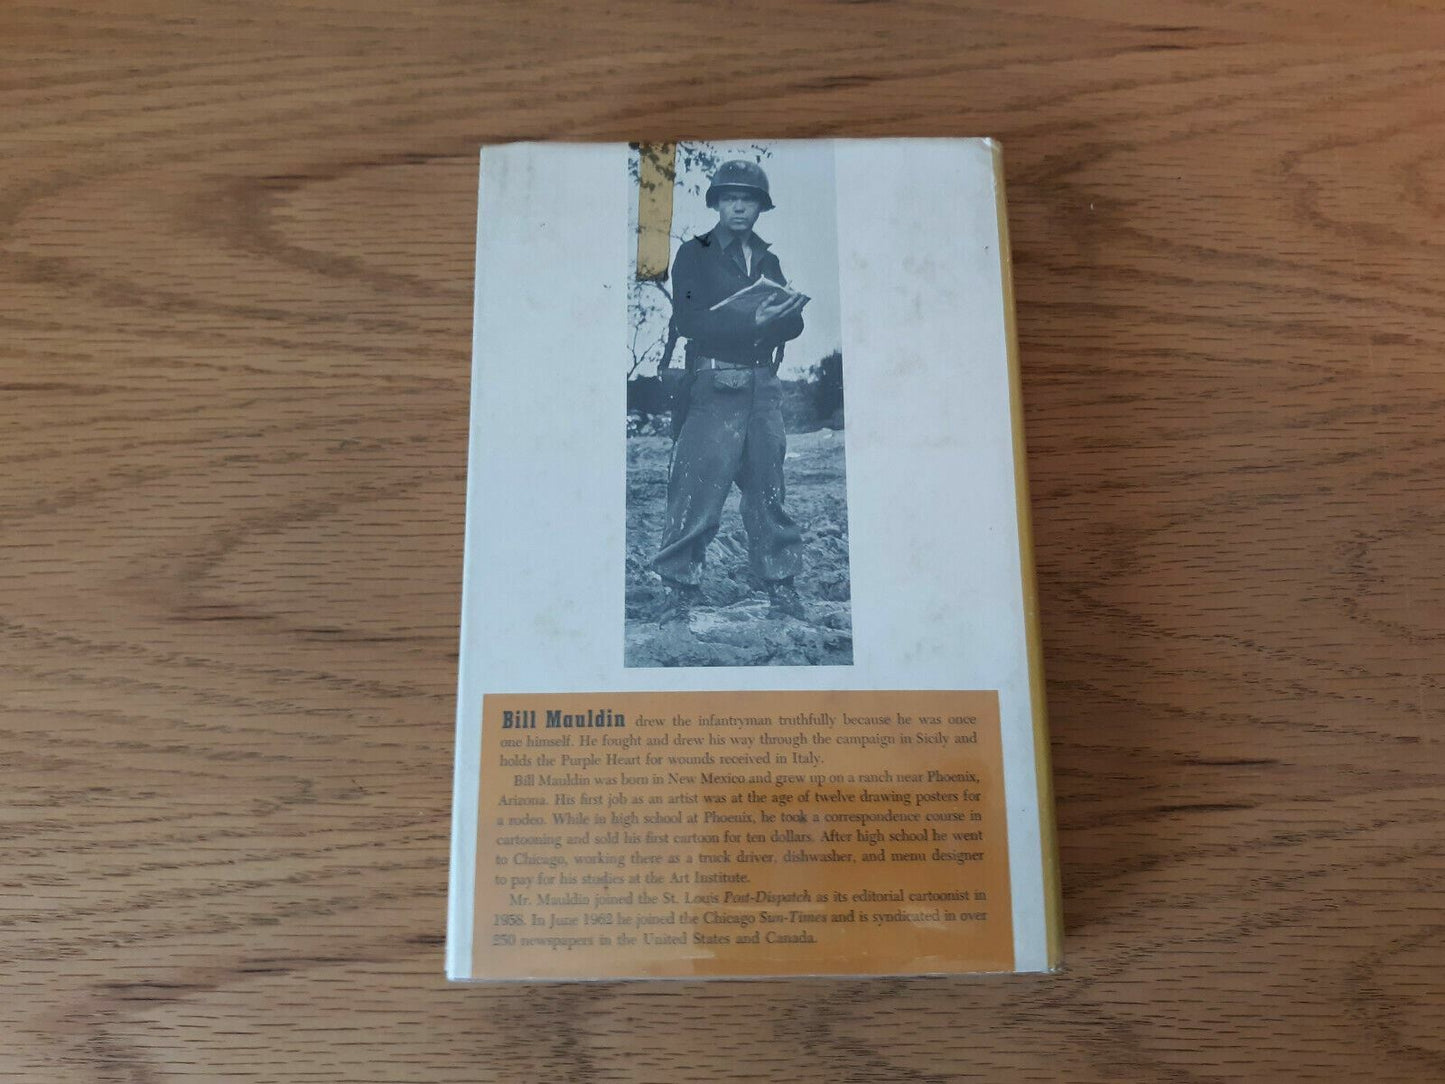 Bill Mauldin drew the infantryman truthfully because he was once
one himself. He fought and drew his way through the campaign in Sicily and
holds the Purple Heart for wounds received in Italy.
Bill Mauldin was born in New Mexico and grew up on a ranch near Phoenix,
Arizona. His first job as an artist was at the age of twelve drawing posters for
a rodeo. While in high school at Phoenix, he took a correspondence course in
cartooning and sold his first cartoon for ten dollars. After high school he went
to Chicago, working there as a truck driver, dishwasher, and menu designer
to pay for his studies at the Art Institute.
Mr. Mauldin joined the St. Louis Post-Dispatch as its editorial cartoonist in
1958. In June 1962 he joined the Chicago Sun-Times and is syndicated in over
250 newspapers in the United States and Canada.